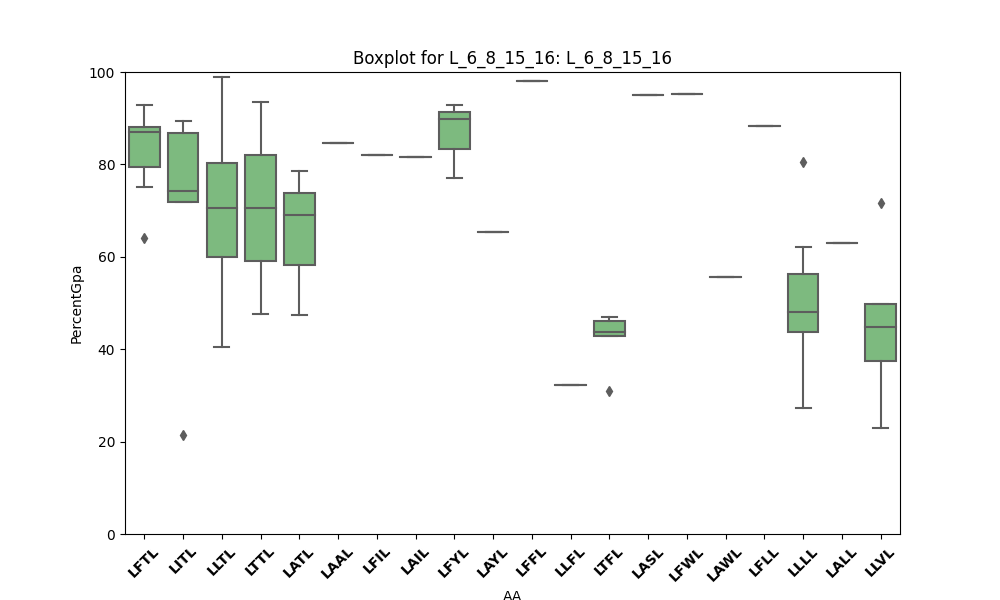 Boxplot for L_6_8_15_16: L_6_8_15_16
PercentGpa
100
80
60
40
20
0
LFTL
LITL
LLTL
LTTL
LATL
LAAL
LFIL
LAIL
LFYL
LAYL
LFFL
LLFL
LTFL
LASL
LFWL
LAWL
LFLL
LLLL
LALL
LLVL
AA